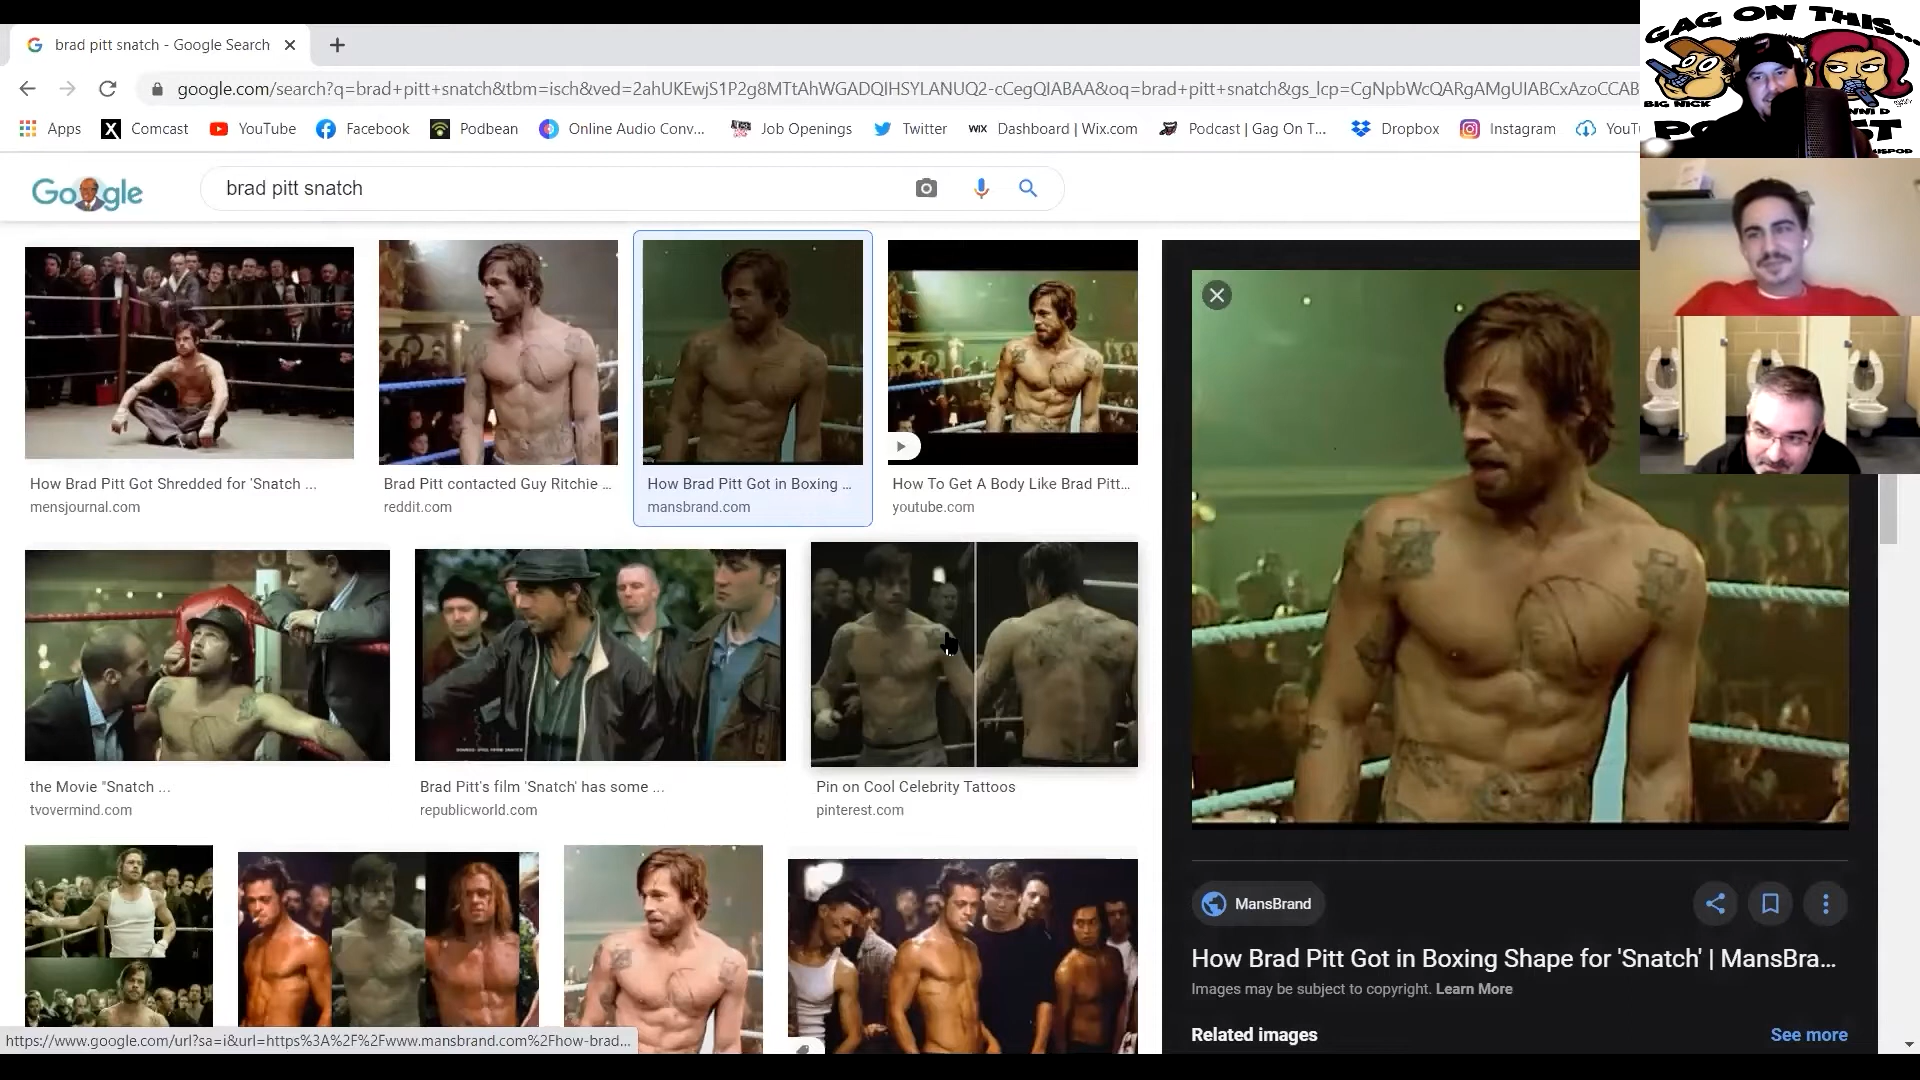 brad pitt snatch - Google Search
google.com/search?q=brad+pitt+snatch&tbm=isch&ved=2ahUKEwjS1P2g8MTtAhWGADQIHSYLANUQ2-cCegQIABAA&oq=brad+pitt+snatch&gs_lcp=CgNpbWcQARgAMgUIABCxAzoCCAB
Apps
Comcast
YouTube
Facebook
Podbean
Online Audio Conv...
Job Openings
Twitter
WIX Dashboard | Wix.com
Podcast | Gag On T...
Dropbox
Instagram
YouT
GAG ON THIS...
BIG NICK
Google
brad pitt snatch
How Brad Pitt Got Shredded for 'Snatch ...
mensjournal.com
Brad Pitt contacted Guy Ritchie ...
reddit.com
How Brad Pitt Got in Boxing ...
mansbrand.com
How To Get A Body Like Brad Pitt...
youtube.com
the Movie "Snatch ...
tvovermind.com
Brad Pitt's film 'Snatch' has some ...
republicworld.com
Pin on Cool Celebrity Tattoos
pinterest.com
MansBrand
How Brad Pitt Got in Boxing Shape for 'Snatch' | MansBra...
Images may be subject to copyright. Learn More
Related images
See more
https://www.google.com/url?sa=i&url=https%3A%2F%2Fwww.mansbrand.com%2Fhow-brad...